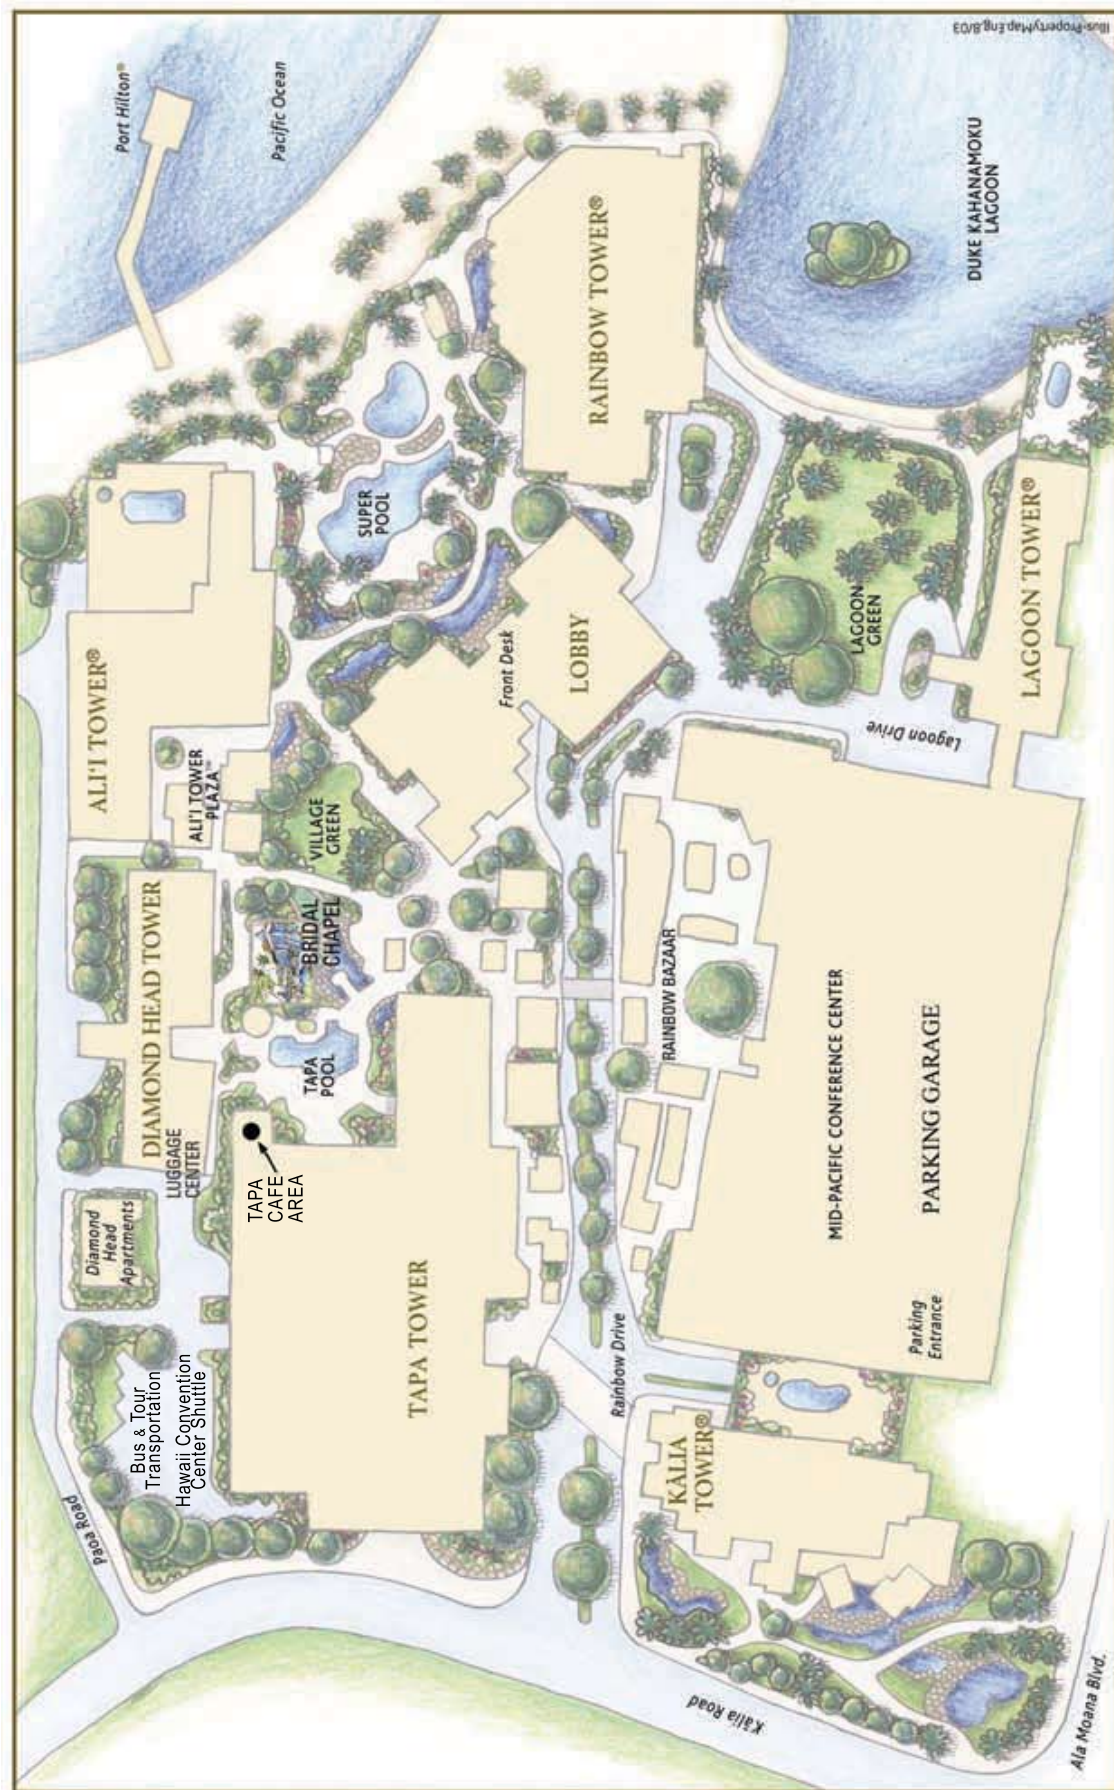 Illus-PropertyMap.Eng.8/03
Port Hilton®
Pacific Ocean
DUKE KAHANAMOKU
LAGOON
RAINBOW TOWER®
SUPER
POOL
ALI'I TOWER®
ALI'I TOWER
PLAZA™
LOBBY
Front Desk
LAGOON
GREEN
LAGOON TOWER®
Lagoon Drive
VILLAGE
GREEN
BRIDAL
CHAPEL
DIAMOND HEAD TOWER
LUGGAGE
CENTER
TAPA
POOL
TAPA
CAFE
AREA
RAINBOW BAZAAR
MID-PACIFIC CONFERENCE CENTER
PARKING GARAGE
Parking
Entrance
Diamond
Head
Apartments
TAPA TOWER
Bus & Tour
Transportation
Hawaii Convention
Center Shuttle
Rainbow Drive
KĀLIA
TOWER®
Paoa Road
Kālia Road
Ala Moana Blvd.